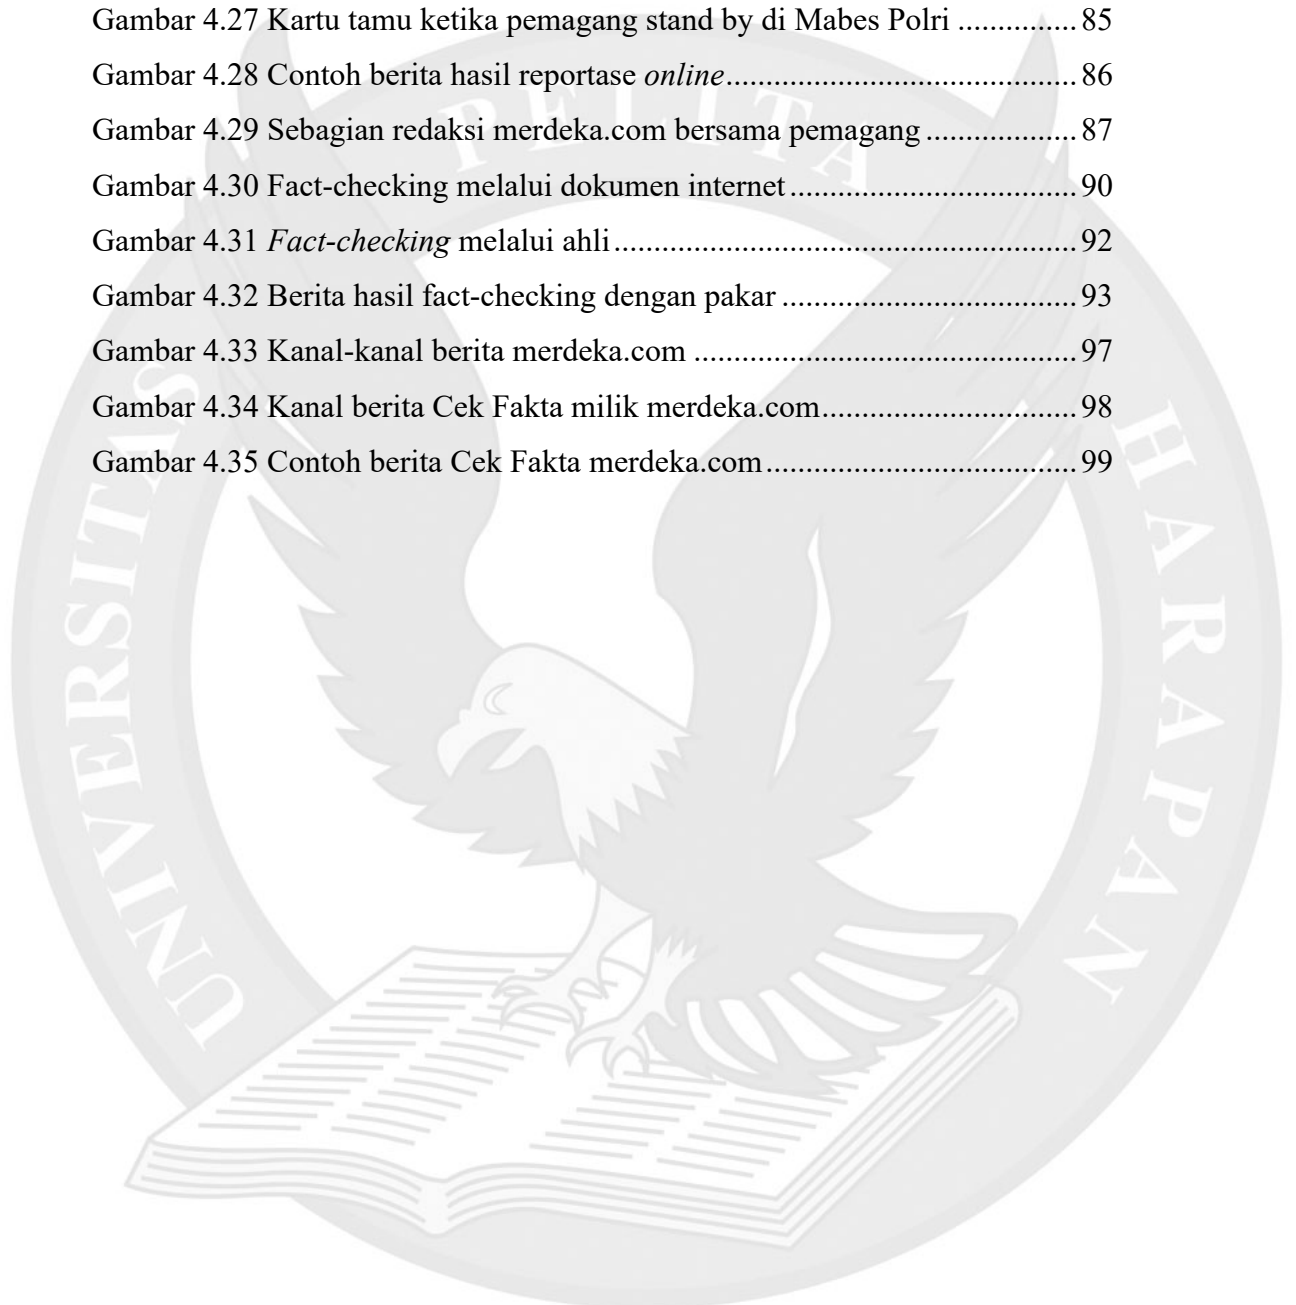 Gambar 4.27 Kartu tamu ketika pemagang stand by di Mabes Polri ............... 85
Gambar 4.28 Contoh berita hasil reportase online............................................ 86
Gambar 4.29 Sebagian redaksi merdeka.com bersama pemagang ................... 87
Gambar 4.30 Fact-checking melalui dokumen internet .................................... 90
Gambar 4.31 Fact-checking melalui ahli .......................................................... 92
Gambar 4.32 Berita hasil fact-checking dengan pakar ..................................... 93
Gambar 4.33 Kanal-kanal berita merdeka.com ................................................ 97
Gambar 4.34 Kanal berita Cek Fakta milik merdeka.com................................ 98
Gambar 4.35 Contoh berita Cek Fakta merdeka.com ....................................... 99
UNIVERSITAS PELITA HARAPAN